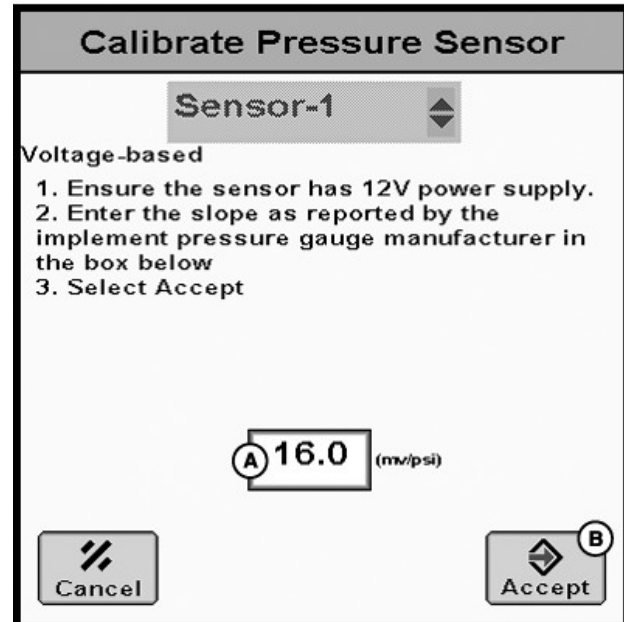 Calibrate Pressure Sensor
Sensor-1
Voltage-based
1. Ensure the sensor has 12V power supply.
2. Enter the slope as reported by the
implement pressure gauge manufacturer in
the box below
3. Select Accept
A 16.0 (mv/psi)
B
Cancel
Accept